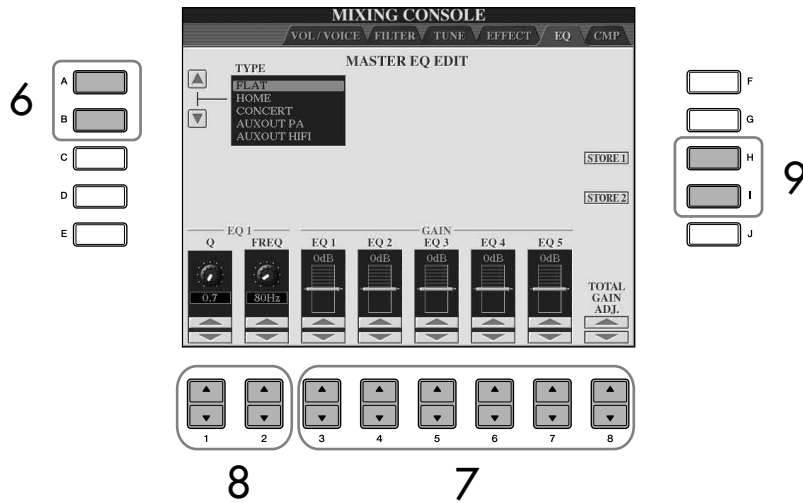 MIXING CONSOLE
VOL / VOICE FILTER TUNE EFFECT EQ CMP
MASTER EQ EDIT
TYPE
FLAT
HOME
CONCERT
AUXOUT PA
AUXOUT HIFI
6
A
B
C
D
E
F
G
H
I
J
9
STORE 1
STORE 2
EQ 1 GAIN
Q FREQ EQ 1 EQ 2 EQ 3 EQ 4 EQ 5
0dB 0dB 0dB 0dB 0dB
0.7 80Hz
TOTAL
GAIN
ADJ.
1 2 3 4 5 6 7 8
8 7